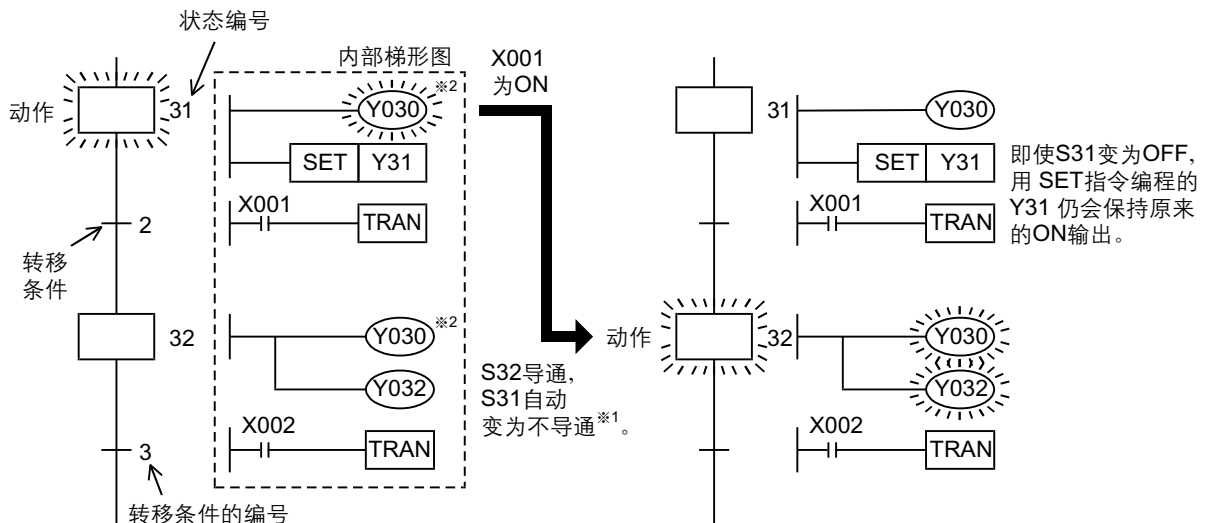 状态编号
内部梯形图
动作
31
Y030
※2
SET Y31
X001
TRAN
2
转移
条件
32
Y030
※2
Y032
X002
TRAN
3
转移条件的编号
X001
为ON
S32导通,
S31自动
变为不导通※1。
31
Y030
SET Y31
X001
TRAN
即使S31变为OFF,
用 SET指令编程的
Y31 仍会保持原来
的ON输出。
动作
32
Y030
Y032
X002
TRAN